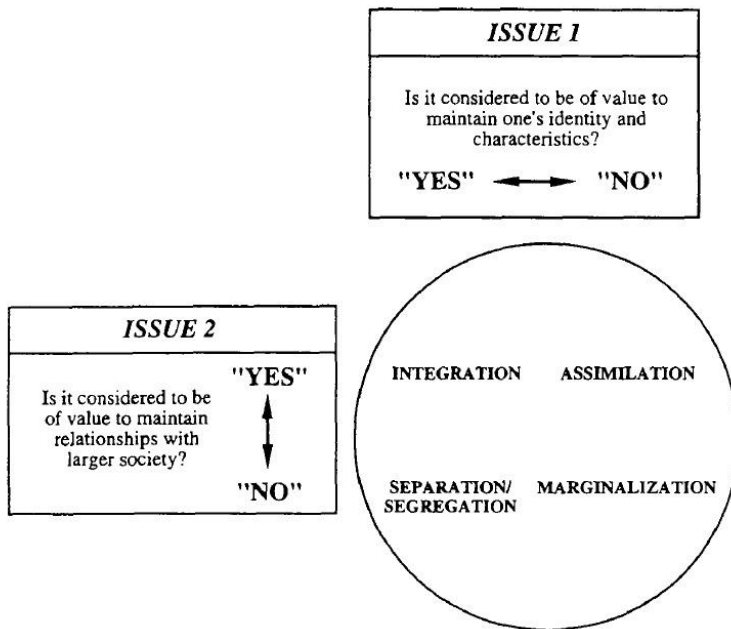 ISSUE 1
Is it considered to be of value to
maintain one's identity and
characteristics?
"YES" "NO"
ISSUE 2
Is it considered to be
of value to maintain
relationships with
larger society?
"YES"
"NO"
INTEGRATION ASSIMILATION
SEPARATION/
SEGREGATION
MARGINALIZATION